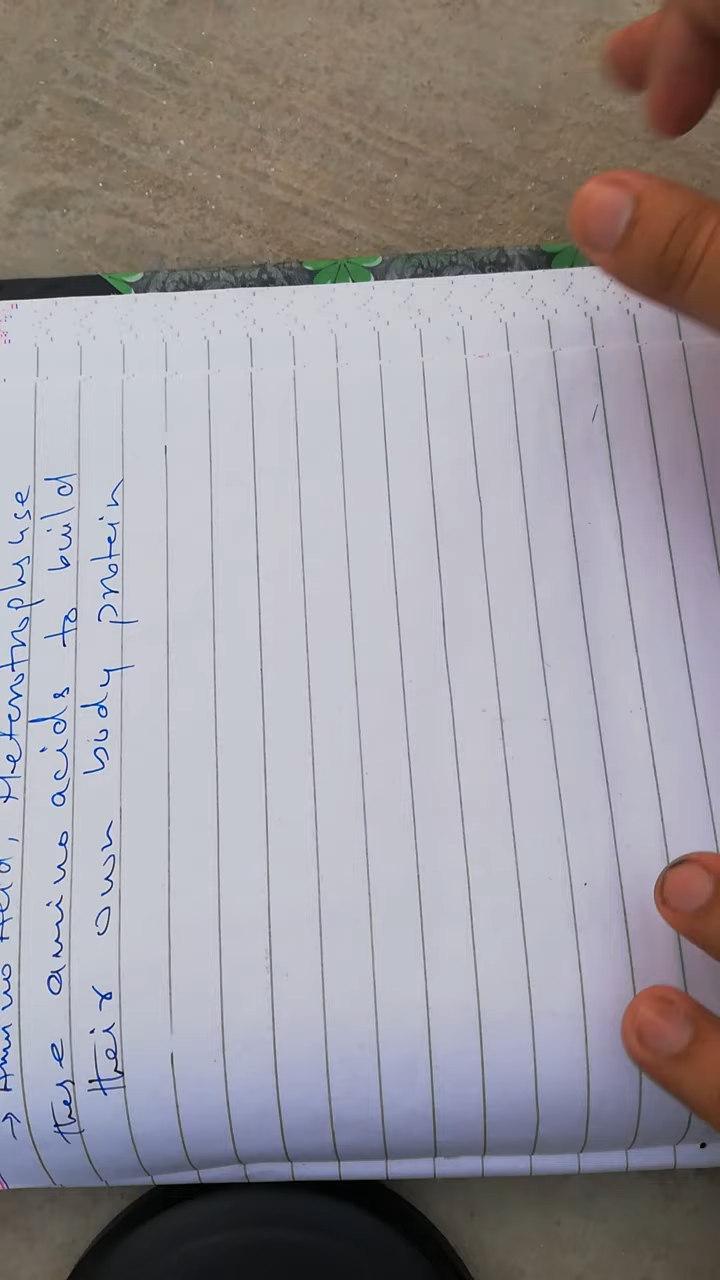 → Amino Acid, Heterotrophs use
these amino acids to build
their own body protein